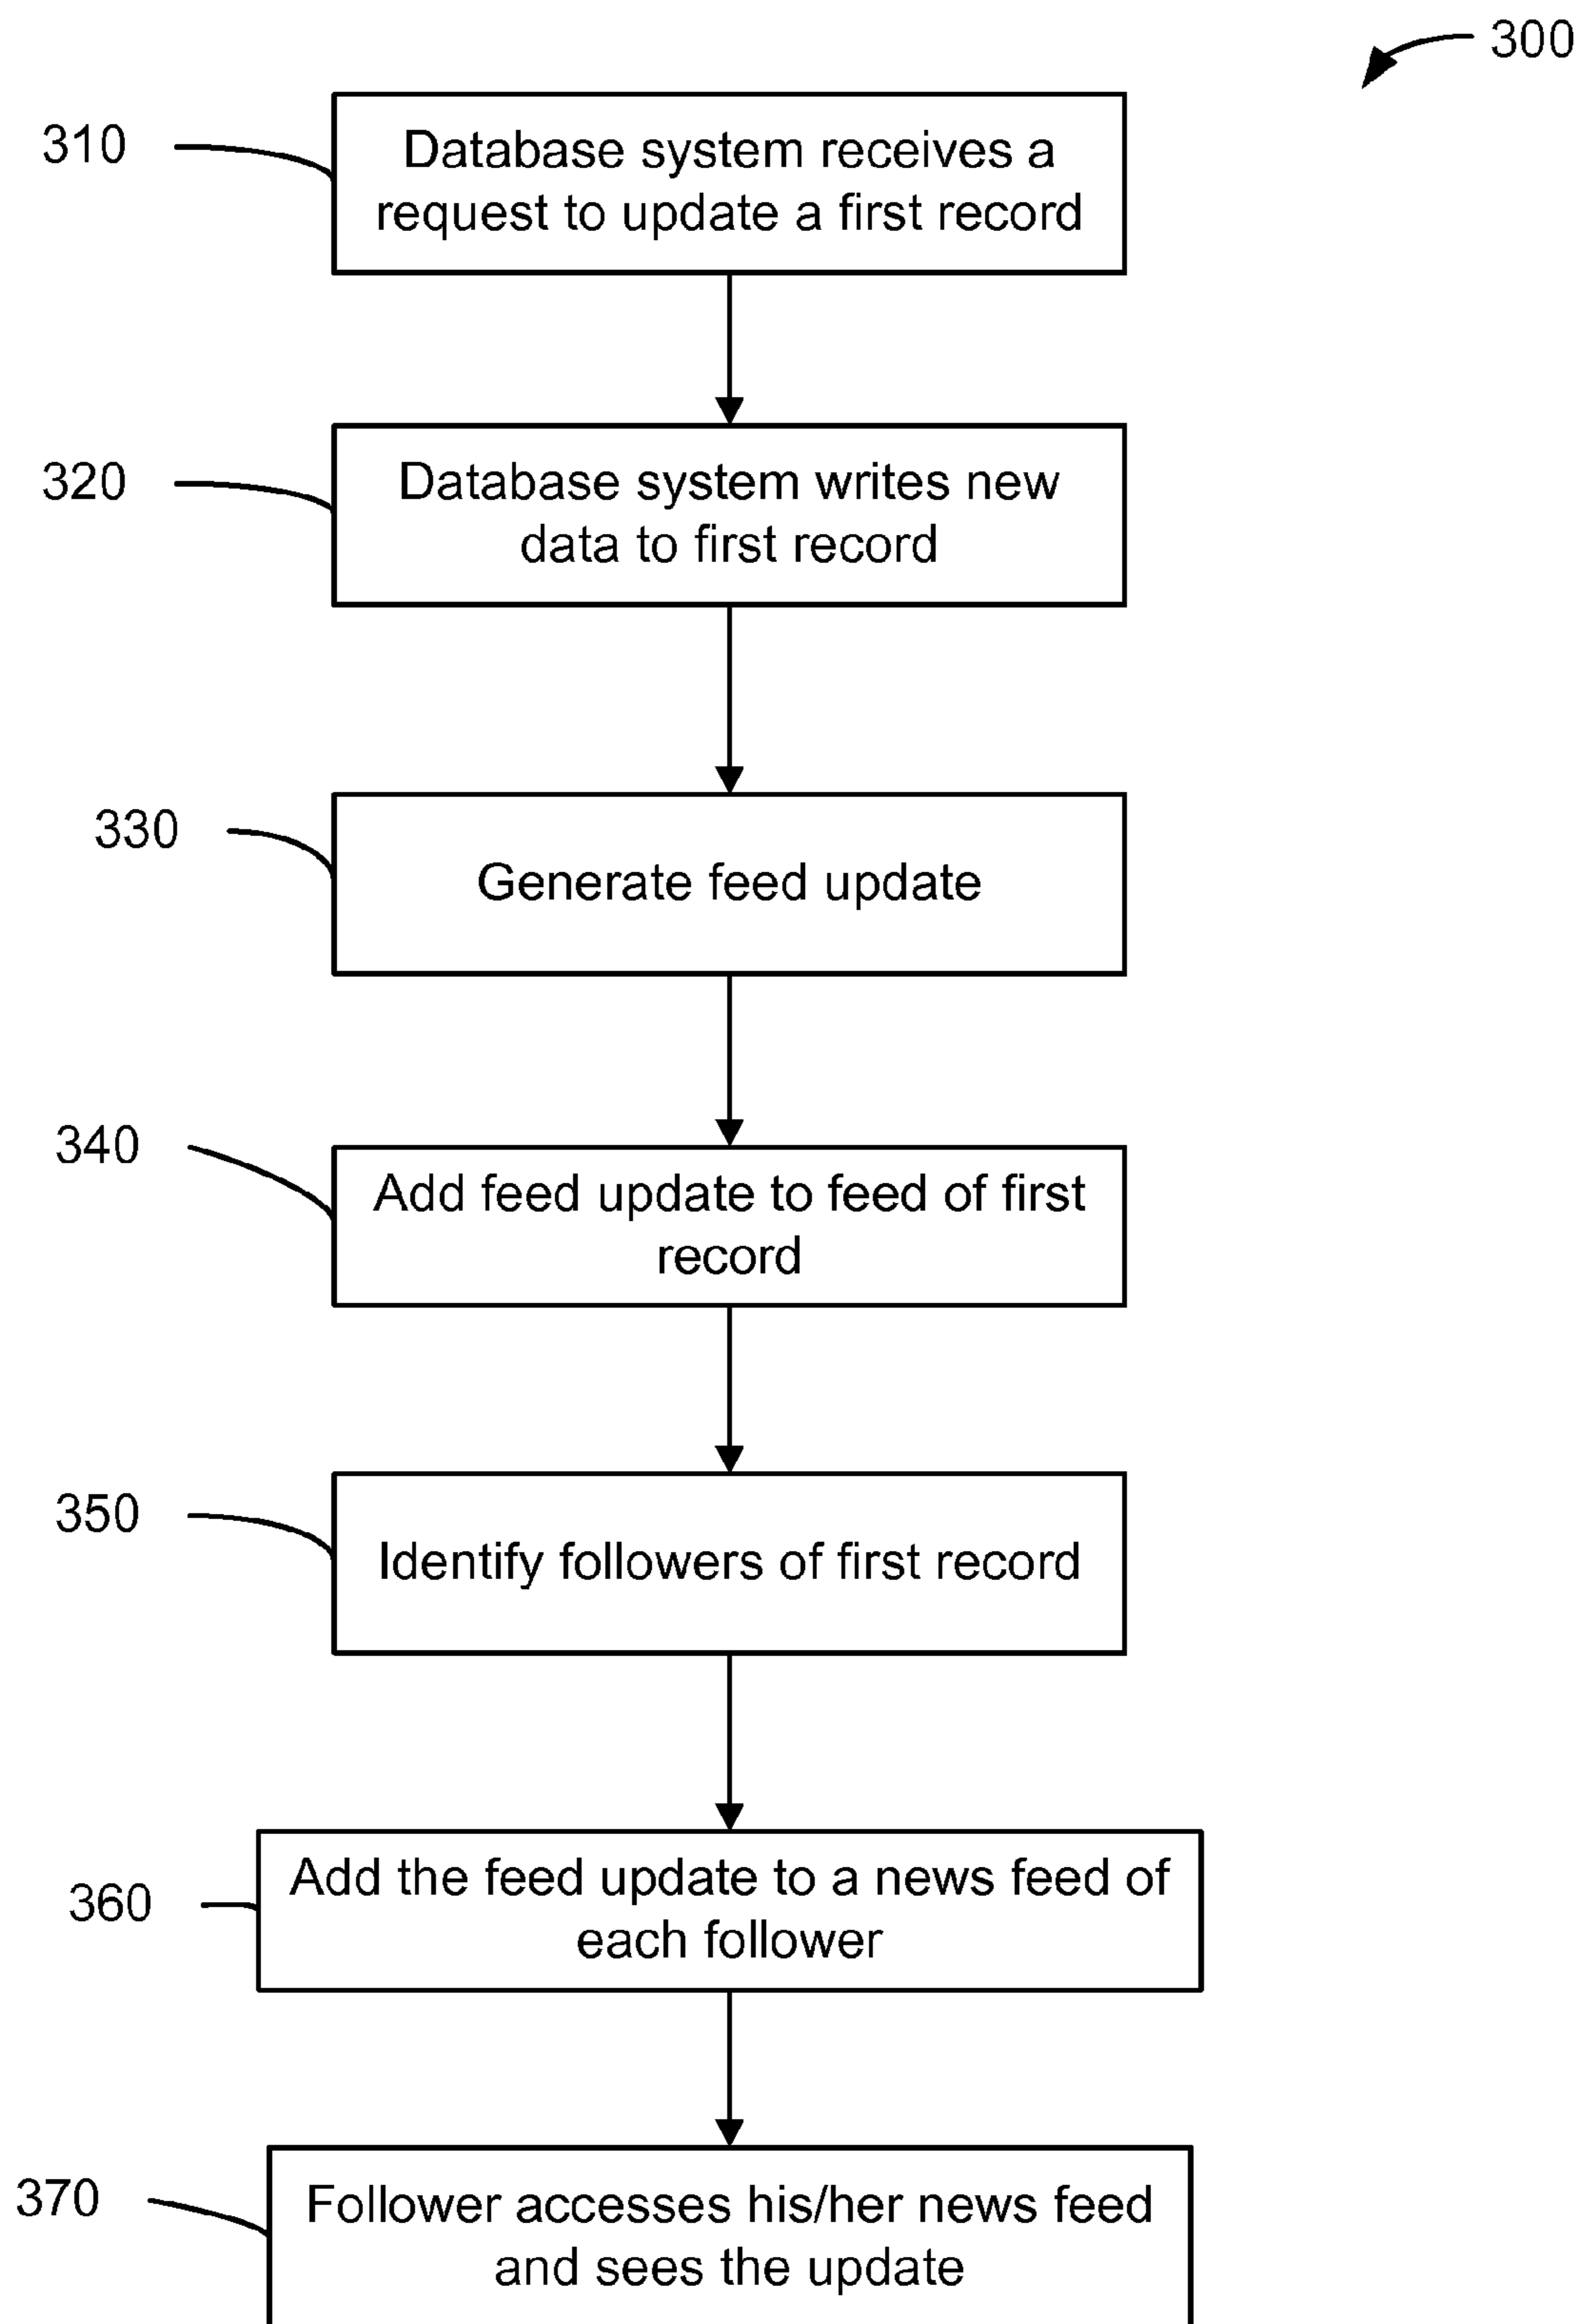 300
310
Database system receives a
request to update a first record
320
Database system writes new
data to first record
330
Generate feed update
340
Add feed update to feed of first
record
350
Identify followers of first record
360
Add the feed update to a news feed of
each follower
370
Follower accesses his/her news feed
and sees the update